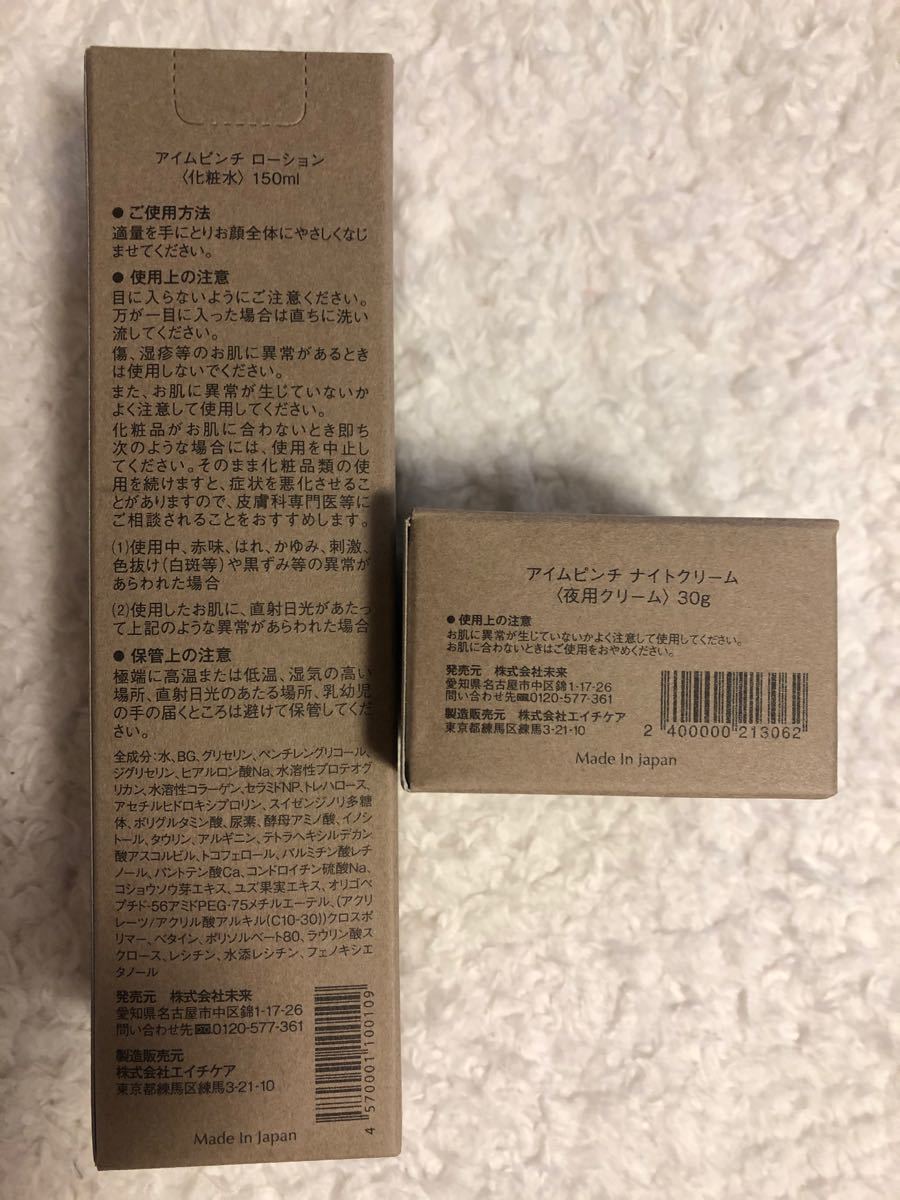 アイムピンチ ローション
〈化粧水〉 150ml
● ご使用方法
適量を手にとりお顔全体にやさしくなじ
ませてください。
● 使用上の注意
目に入らないようにご注意ください。
万が一目に入った場合は直ちに洗い
流してください。
傷、湿疹等のお肌に異常があるとき
は使用しないでください。
また、お肌に異常が生じていないか
よく注意して使用してください。
化粧品がお肌に合わないとき即ち
次のような場合には、使用を中止し
てください。そのまま化粧品類の使
用を続けますと、症状を悪化させるこ
とがありますので、皮膚科専門医等に
ご相談されることをおすすめします。
(1)使用中、赤味、はれ、かゆみ、刺激、
色抜け(白斑等)や黒ずみ等の異常が
あらわれた場合
(2)使用したお肌に、直射日光があたっ
て上記のような異常があらわれた場合
● 保管上の注意
極端に高温または低温、湿気の高い
場所、直射日光のあたる場所、乳幼児
の手の届くところは避けて保管してくだ
さい。
全成分:水、BG、グリセリン、ペンチレングリコール、
ジグリセリン、ヒアルロン酸Na、水溶性プロテオグ
リカン、水溶性コラーゲン、セラミドNP、トレハロース、
アセチルヒドロキシプロリン、スイゼンジノリ多糖
体、ポリグルタミン酸、尿素、酵母アミノ酸、イノシ
トール、タウリン、アルギニン、テトラヘキシルデカン
酸アスコルビル、トコフェロール、パルミチン酸レチ
ノール、パントテン酸Ca、コンドロイチン硫酸Na、
コショウソウ芽エキス、ユズ果実エキス、オリゴペ
プチド-56アミドPEG-75メチルエーテル、(アクリ
レーツ/アクリル酸アルキル(C10-30))クロスポ
リマー、ベタイン、ポリソルベート80、ラウリン酸ス
クロース、レシチン、水添レシチン、フェノキシエ
タノール
発売元 株式会社未来
愛知県名古屋市中区錦1-17-26
問い合わせ先 0120-577-361
製造販売元
株式会社エイチケア
東京都練馬区練馬3-21-10
4 570001 100109
Made In Japan
アイムピンチ ナイトクリーム
〈夜用クリーム〉 30g
● 使用上の注意
お肌に異常が生じていないかよく注意して使用してください。
お肌に合わないときはご使用をおやめください。
発売元 株式会社未来
愛知県名古屋市中区錦1-17-26
問い合わせ先 0120-577-361
製造販売元 株式会社エイチケア
東京都練馬区練馬3-21-10
2 400000 213062
Made In japan